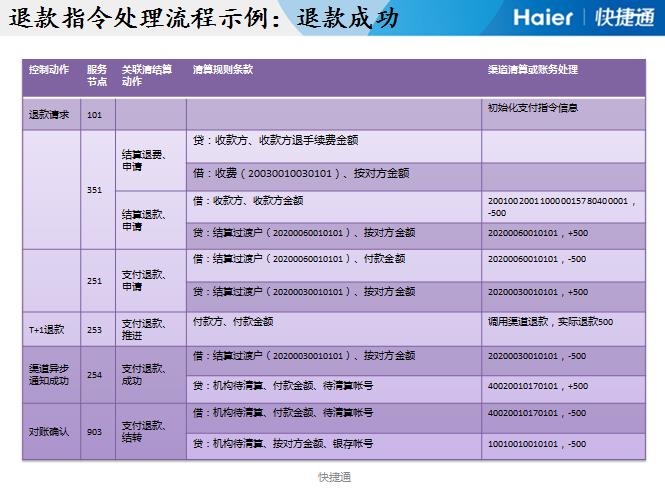 退款指令处理流程示例：退款成功
Haier 快捷通
控制动作
服务
节点
关联清结算
动作
清算规则条款
渠道清算或账务处理
退款请求
101
初始化支付指令信息
351
结算退费、
申请
贷：收款方、收款方退手续费金额
借：收费（20030010030101）、按对方金额
结算退款、
申请
借：收款方、收款方金额
200100200110000015780400001，
-500
贷：结算过渡户（20200060010101）、按对方金额
20200060010101，+500
251
支付退款、
申请
借：结算过渡户（20200060010101）、付款金额
20200060010101，-500
贷：结算过渡户（20200030010101）、按对方金额
20200030010101，+500
T+1退款
253
支付退款、
推进
付款方、付款金额
调用渠道退款，实际退款500
渠道异步
通知成功
254
支付退款、
成功
借：结算过渡户（20200030010101）、按对方金额
20200030010101，-500
贷：机构待清算、付款金额、待清算帐号
40020010170101，+500
对账确认
903
支付退款、
结转
借：机构待清算、付款金额、待清算帐号
40020010170101，-500
贷：机构待清算、按对方金额、银存帐号
10010010010101，-500
快捷通